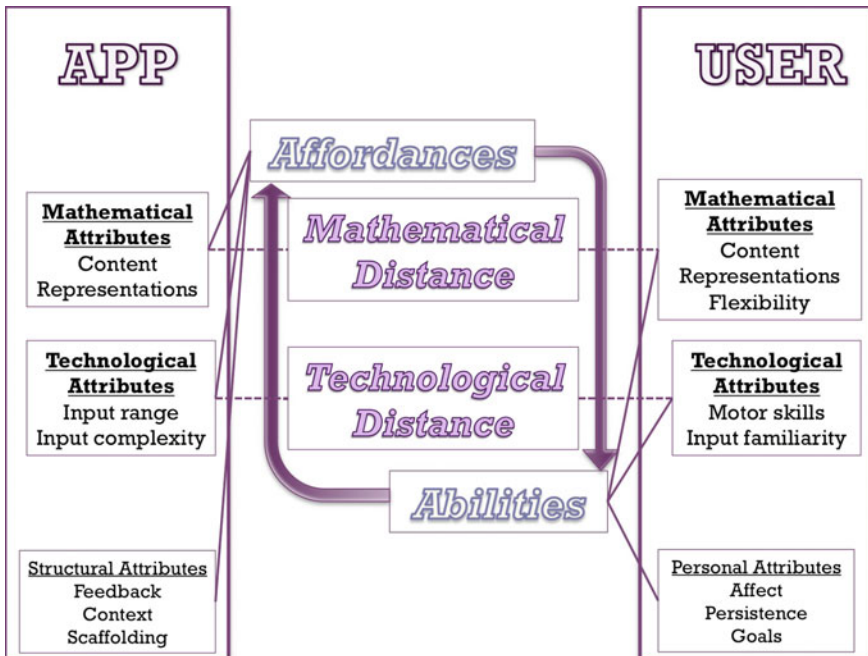 APP
USER
Affordances
Mathematical
Attributes
Content
Representations
Mathematical
Distance
Mathematical
Attributes
Content
Representations
Flexibility
Technological
Attributes
Input range
Input complexity
Technological
Distance
Technological
Attributes
Motor skills
Input familiarity
Abilities
Structural Attributes
Feedback
Context
Scaffolding
Personal Attributes
Affect
Persistence
Goals